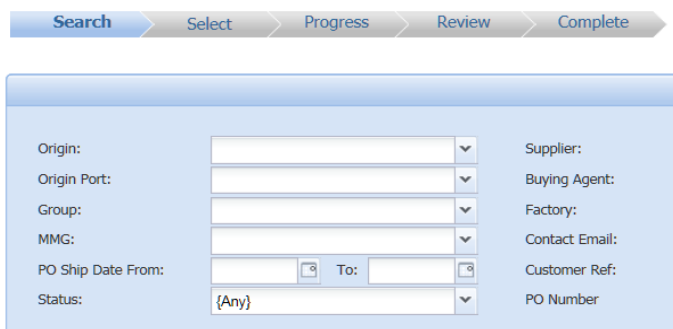 Search Select Progress Review Complete
Origin: Supplier:
Origin Port: Buying Agent:
Group: Factory:
MMG: Contact Email:
PO Ship Date From: To: Customer Ref:
Status: {Any} PO Number